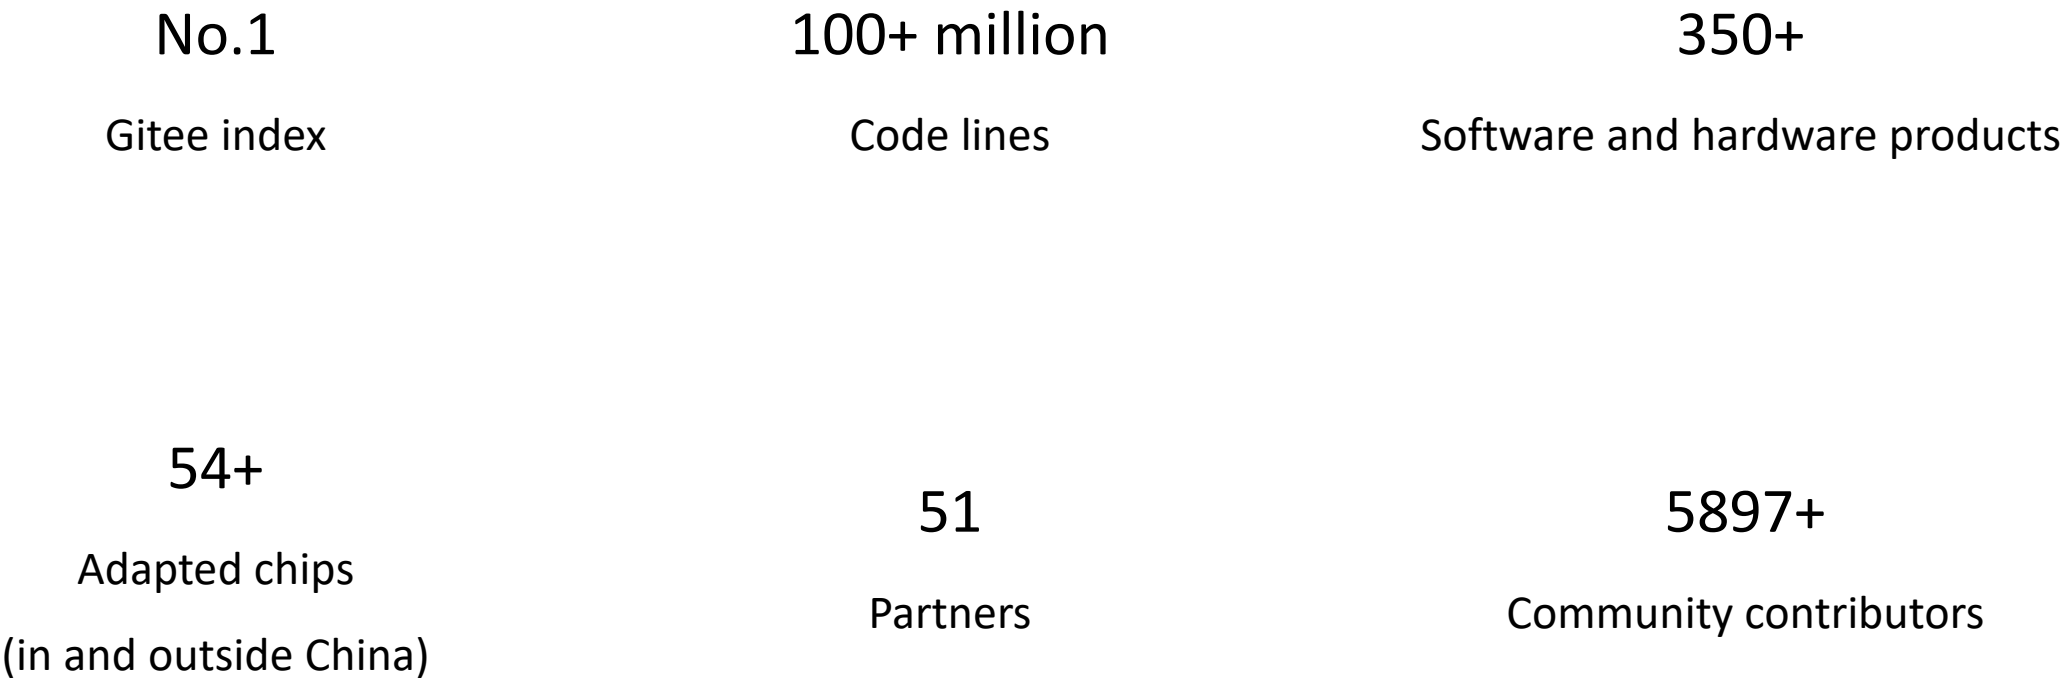 No.1
Gitee index
100+ million
Code lines
350+
Software and hardware products
54+
Adapted chips
(in and outside China)
51
Partners
5897+
Community contributors